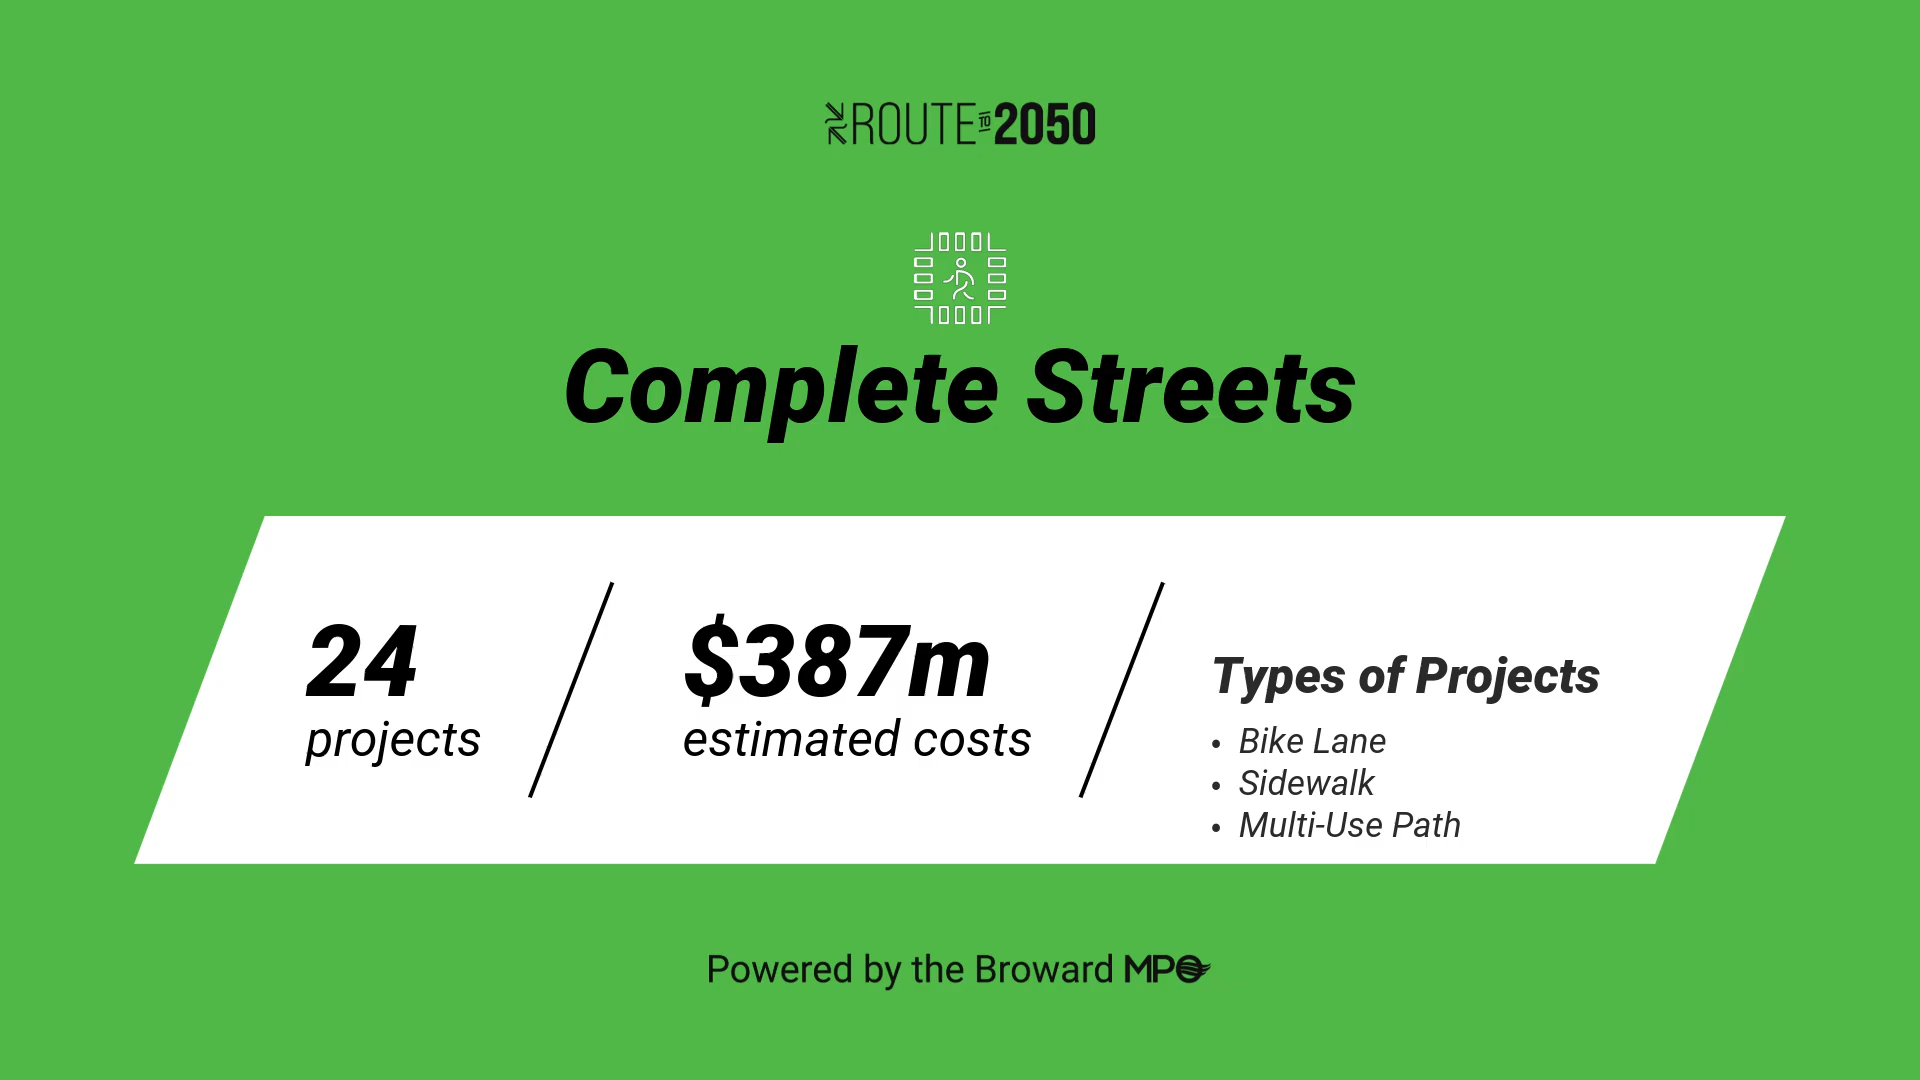 ROUTE TO 2050
Complete Streets
24
projects
$387m
estimated costs
Types of Projects
• Bike Lane
• Sidewalk
• Multi-Use Path
Powered by the Broward MPO